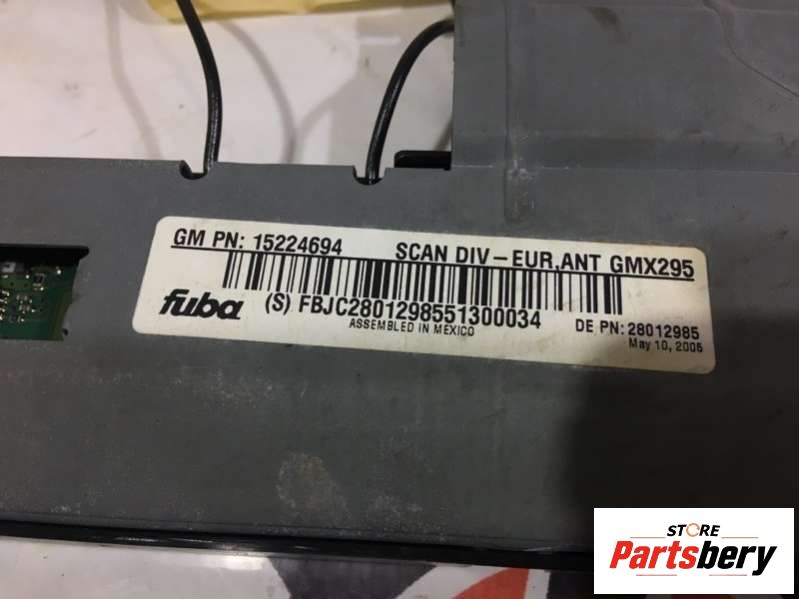 GM PN: 15224694 SCAN DIV-EUR,ANT GMX295
fuba (S) FBJC2801298551300034
ASSEMBLED IN MEXICO
DE PN: 28012985
May 10, 2006
STORE
Partsbery